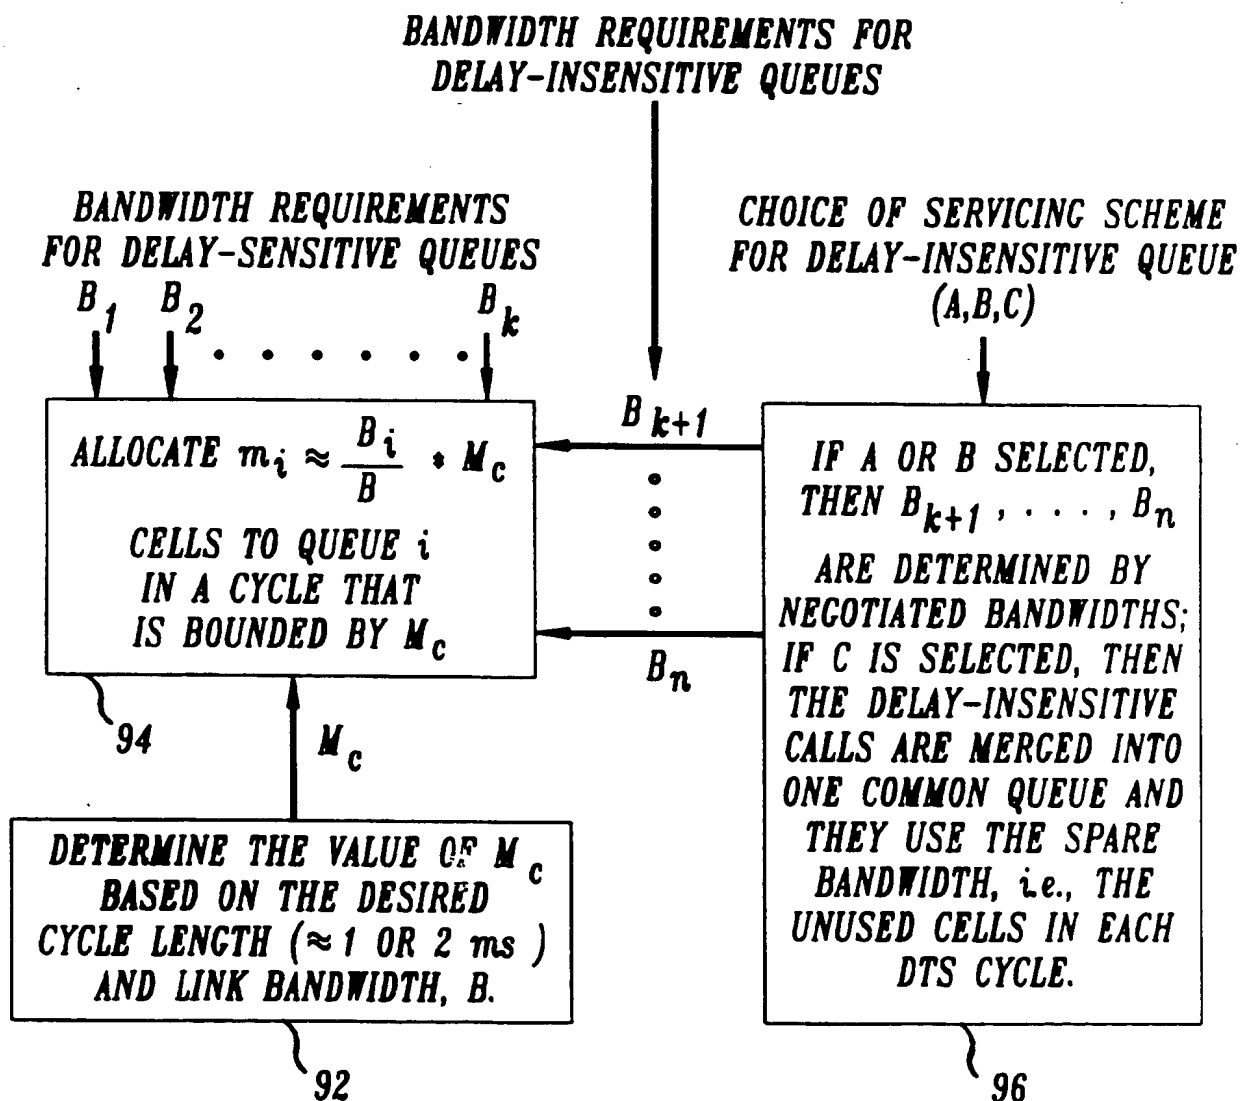 BANDWIDTH REQUIREMENTS FOR
DELAY-INSENSITIVE QUEUES
BANDWIDTH REQUIREMENTS
FOR DELAY-SENSITIVE QUEUES
B1 B2 . . . . . . Bk
CHOICE OF SERVICING SCHEME
FOR DELAY-INSENSITIVE QUEUE
(A,B,C)
ALLOCATE mi ≈ Bi/B * Mc
CELLS TO QUEUE i
IN A CYCLE THAT
IS BOUNDED BY Mc
94
Bk+1
Bn
IF A OR B SELECTED,
THEN Bk+1 , . . . , Bn
ARE DETERMINED BY
NEGOTIATED BANDWIDTHS;
IF C IS SELECTED, THEN
THE DELAY-INSENSITIVE
CALLS ARE MERGED INTO
ONE COMMON QUEUE AND
THEY USE THE SPARE
BANDWIDTH, i.e., THE
UNUSED CELLS IN EACH
DTS CYCLE.
96
Mc
DETERMINE THE VALUE OF Mc
BASED ON THE DESIRED
CYCLE LENGTH (≈ 1 OR 2 ms )
AND LINK BANDWIDTH, B.
92